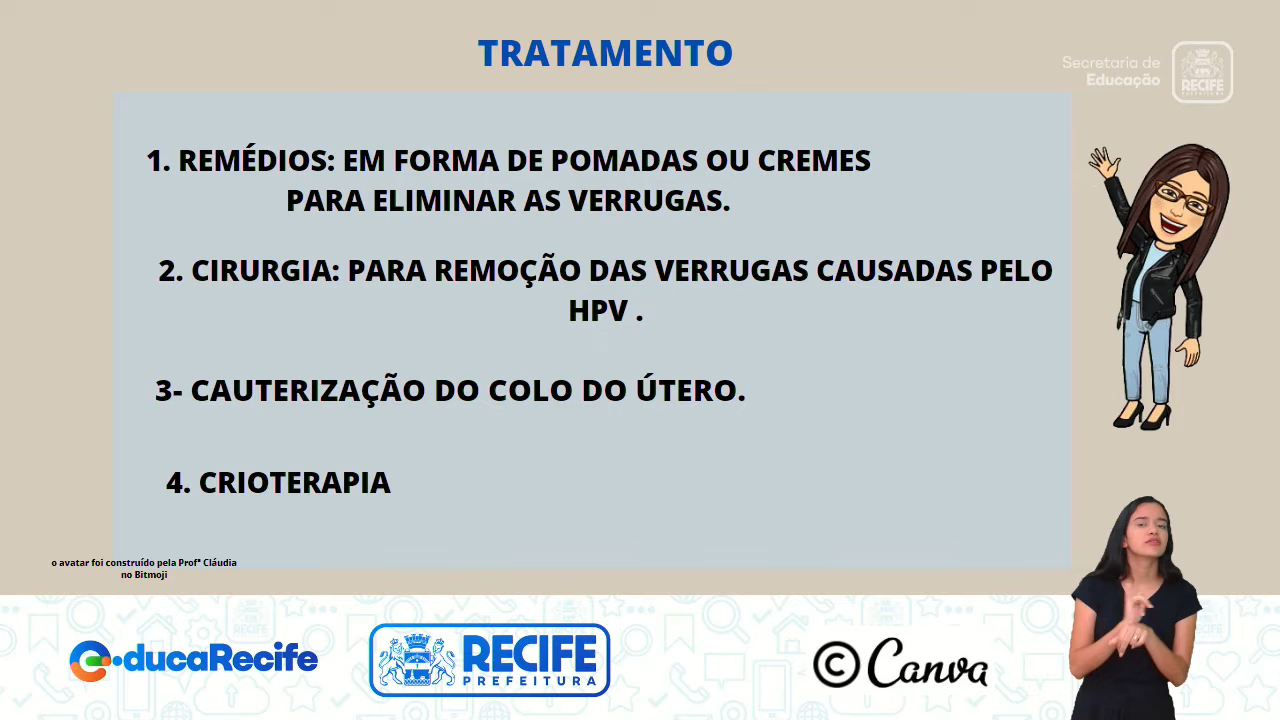 TRATAMENTO
Secretaria de
Educação
RECIFE
PREFEITURA
1. REMÉDIOS: EM FORMA DE POMADAS OU CREMES
PARA ELIMINAR AS VERRUGAS.
2. CIRURGIA: PARA REMOÇÃO DAS VERRUGAS CAUSADAS PELO
HPV .
3- CAUTERIZAÇÃO DO COLO DO ÚTERO.
4. CRIOTERAPIA
o avatar foi construído pela Profª Cláudia
no Bitmoji
educaRecife
RECIFE
PREFEITURA
© Canva